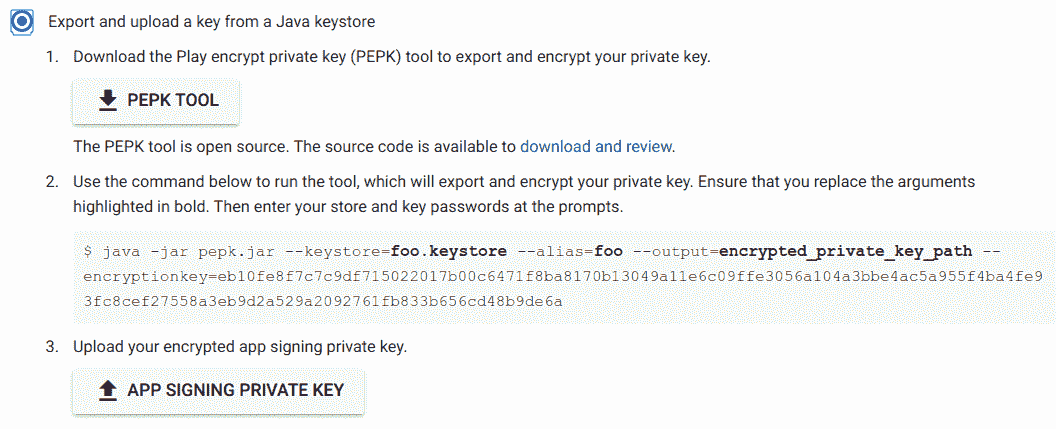 Export and upload a key from a Java keystore
1. Download the Play encrypt private key (PEPK) tool to export and encrypt your private key.
PEPK TOOL
The PEPK tool is open source. The source code is available to download and review.
2. Use the command below to run the tool, which will export and encrypt your private key. Ensure that you replace the arguments
highlighted in bold. Then enter your store and key passwords at the prompts.
$ java -jar pepk.jar --keystore=foo.keystore --alias=foo --output=encrypted_private_key_path --
encryptionkey=eb10fe8f7c7c9df715022017b00c6471f8ba8170b13049a11e6c09ffe3056a104a3bbe4ac5a955f4ba4fe9
3fc8cef27558a3eb9d2a529a2092761fb833b656cd48b9de6a
3. Upload your encrypted app signing private key.
APP SIGNING PRIVATE KEY